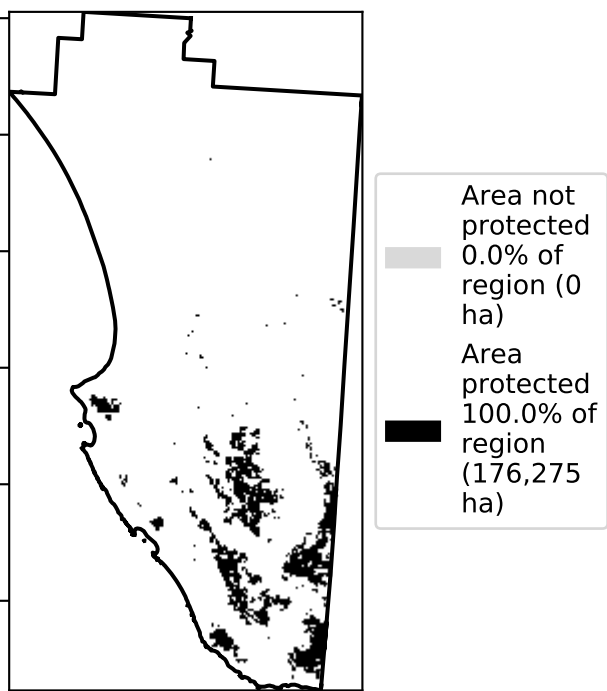 Area not
protected
0.0% of
region (0
ha)
Area
protected
100.0% of
region
(176,275
ha)